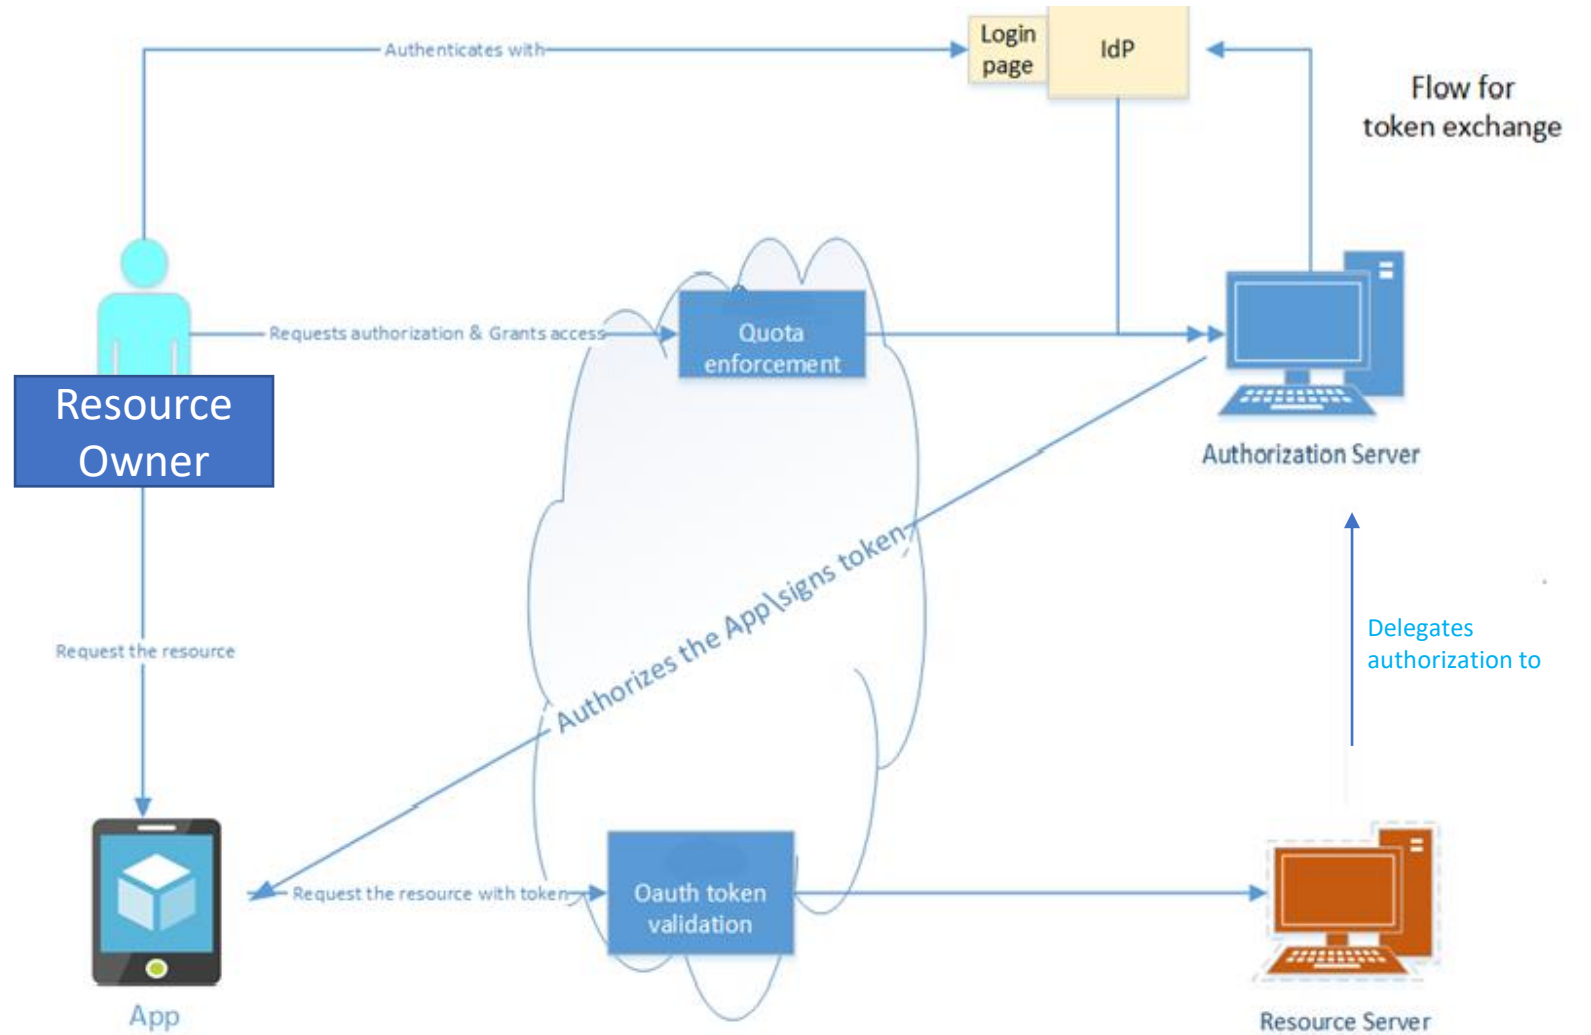 Authenticates with
Login
page
IdP
Flow for
token exchange
Requests authorization & Grants access
Quota
enforcement
Resource
Owner
Authorization Server
Authorizes the App\signs token
Delegates
authorization to
Request the resource
Request the resource with token
Oauth token
validation
App
Resource Server